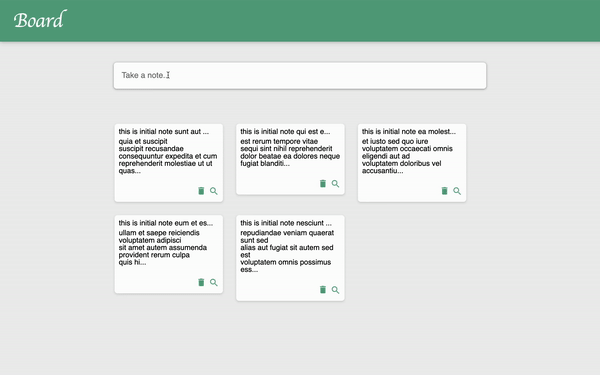 Board
Take a note...
this is initial note sunt aut ...
quia et suscipit
suscipit recusandae
consequuntur expedita et cum
reprehenderit molestiae ut ut
quas...
this is initial note qui est e...
est rerum tempore vitae
sequi sint nihil reprehenderit
dolor beatae ea dolores neque
fugiat blanditi...
this is initial note ea molest...
et iusto sed quo iure
voluptatem occaecati omnis
eligendi aut ad
voluptatem doloribus vel
accusantiu...
this is initial note eum et es...
ullam et saepe reiciendis
voluptatem adipisci
sit amet autem assumenda
provident rerum culpa
quis hi...
this is initial note nesciunt ...
repudiandae veniam quaerat
sunt sed
alias aut fugiat sit autem sed
est
voluptatem omnis possimus
ess...